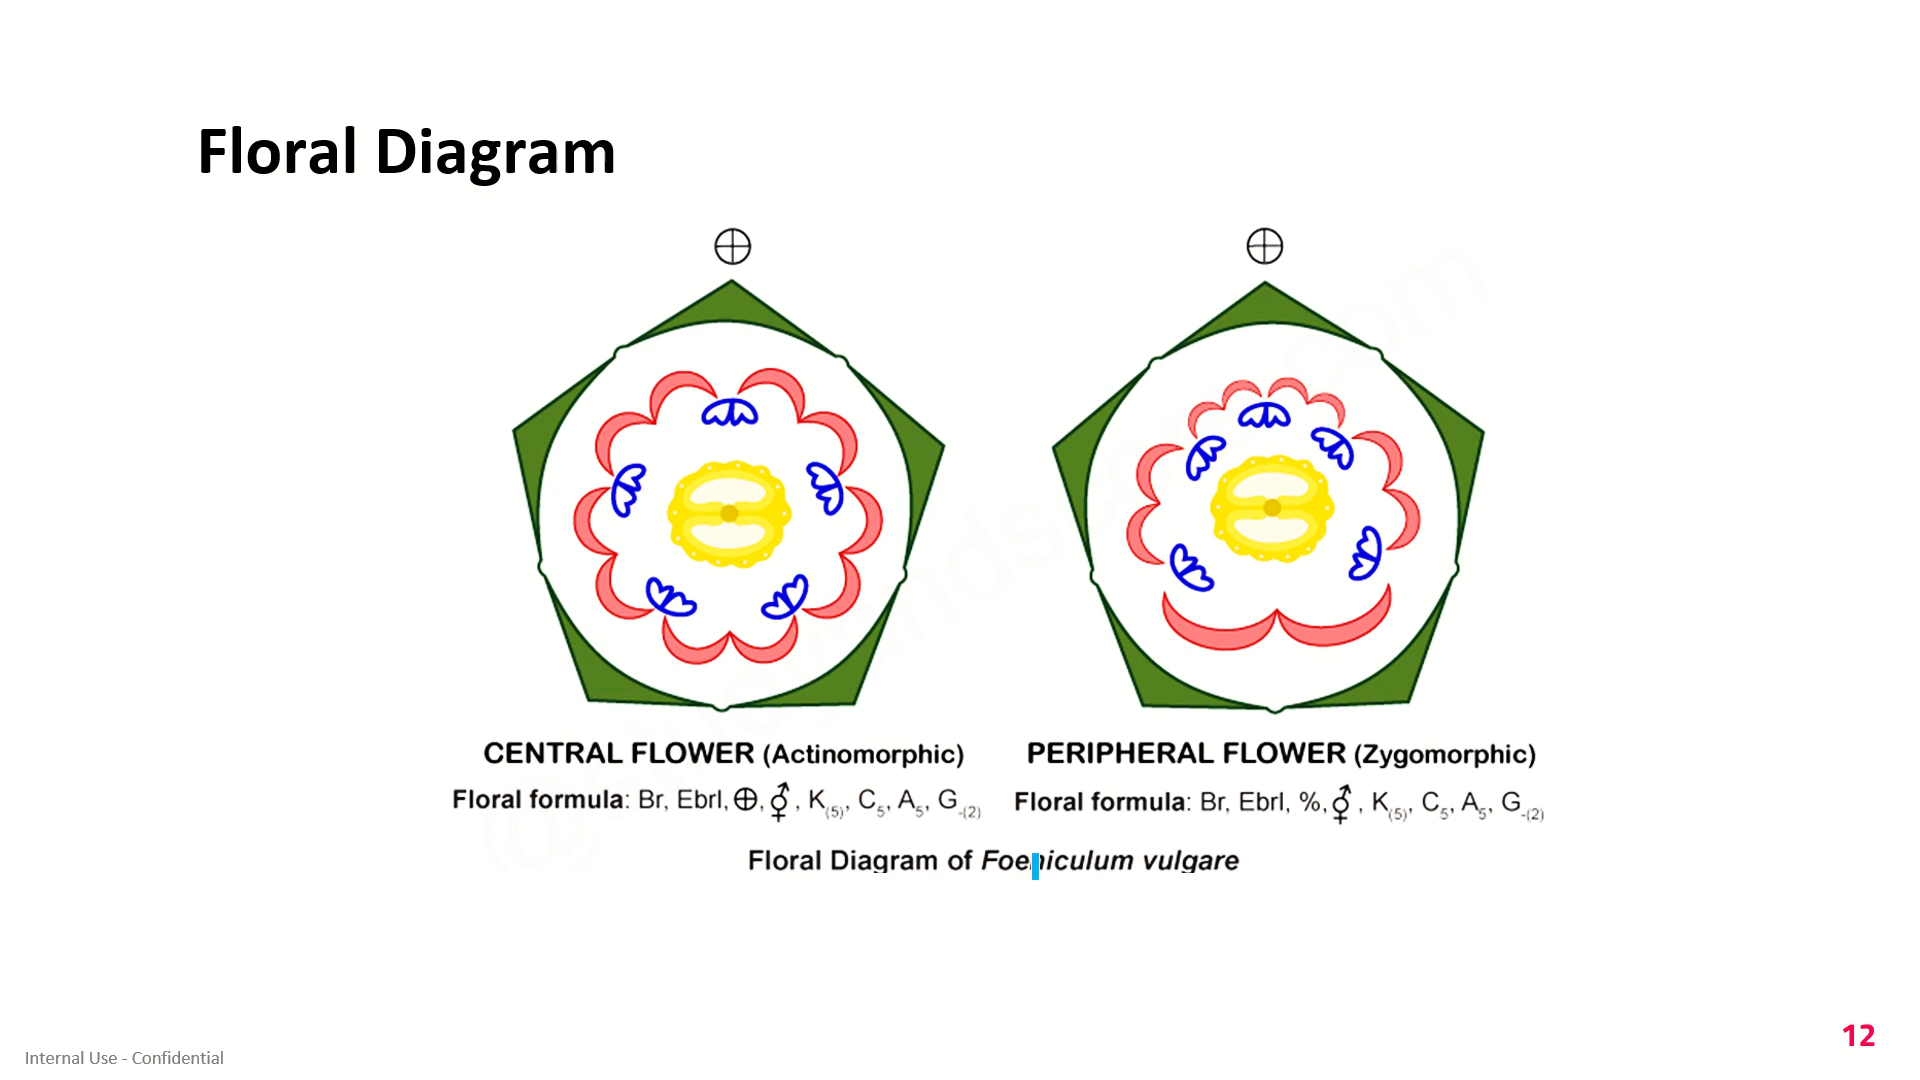 Floral Diagram
CENTRAL FLOWER (Actinomorphic)
Floral formula: Br, Ebrl, ⊕, ⚥, K(5), C5, A5, G-(2)
PERIPHERAL FLOWER (Zygomorphic)
Floral formula: Br, Ebrl, %, ⚥, K(5), C5, A5, G-(2)
Floral Diagram of Foeniculum vulgare
12
Internal Use - Confidential